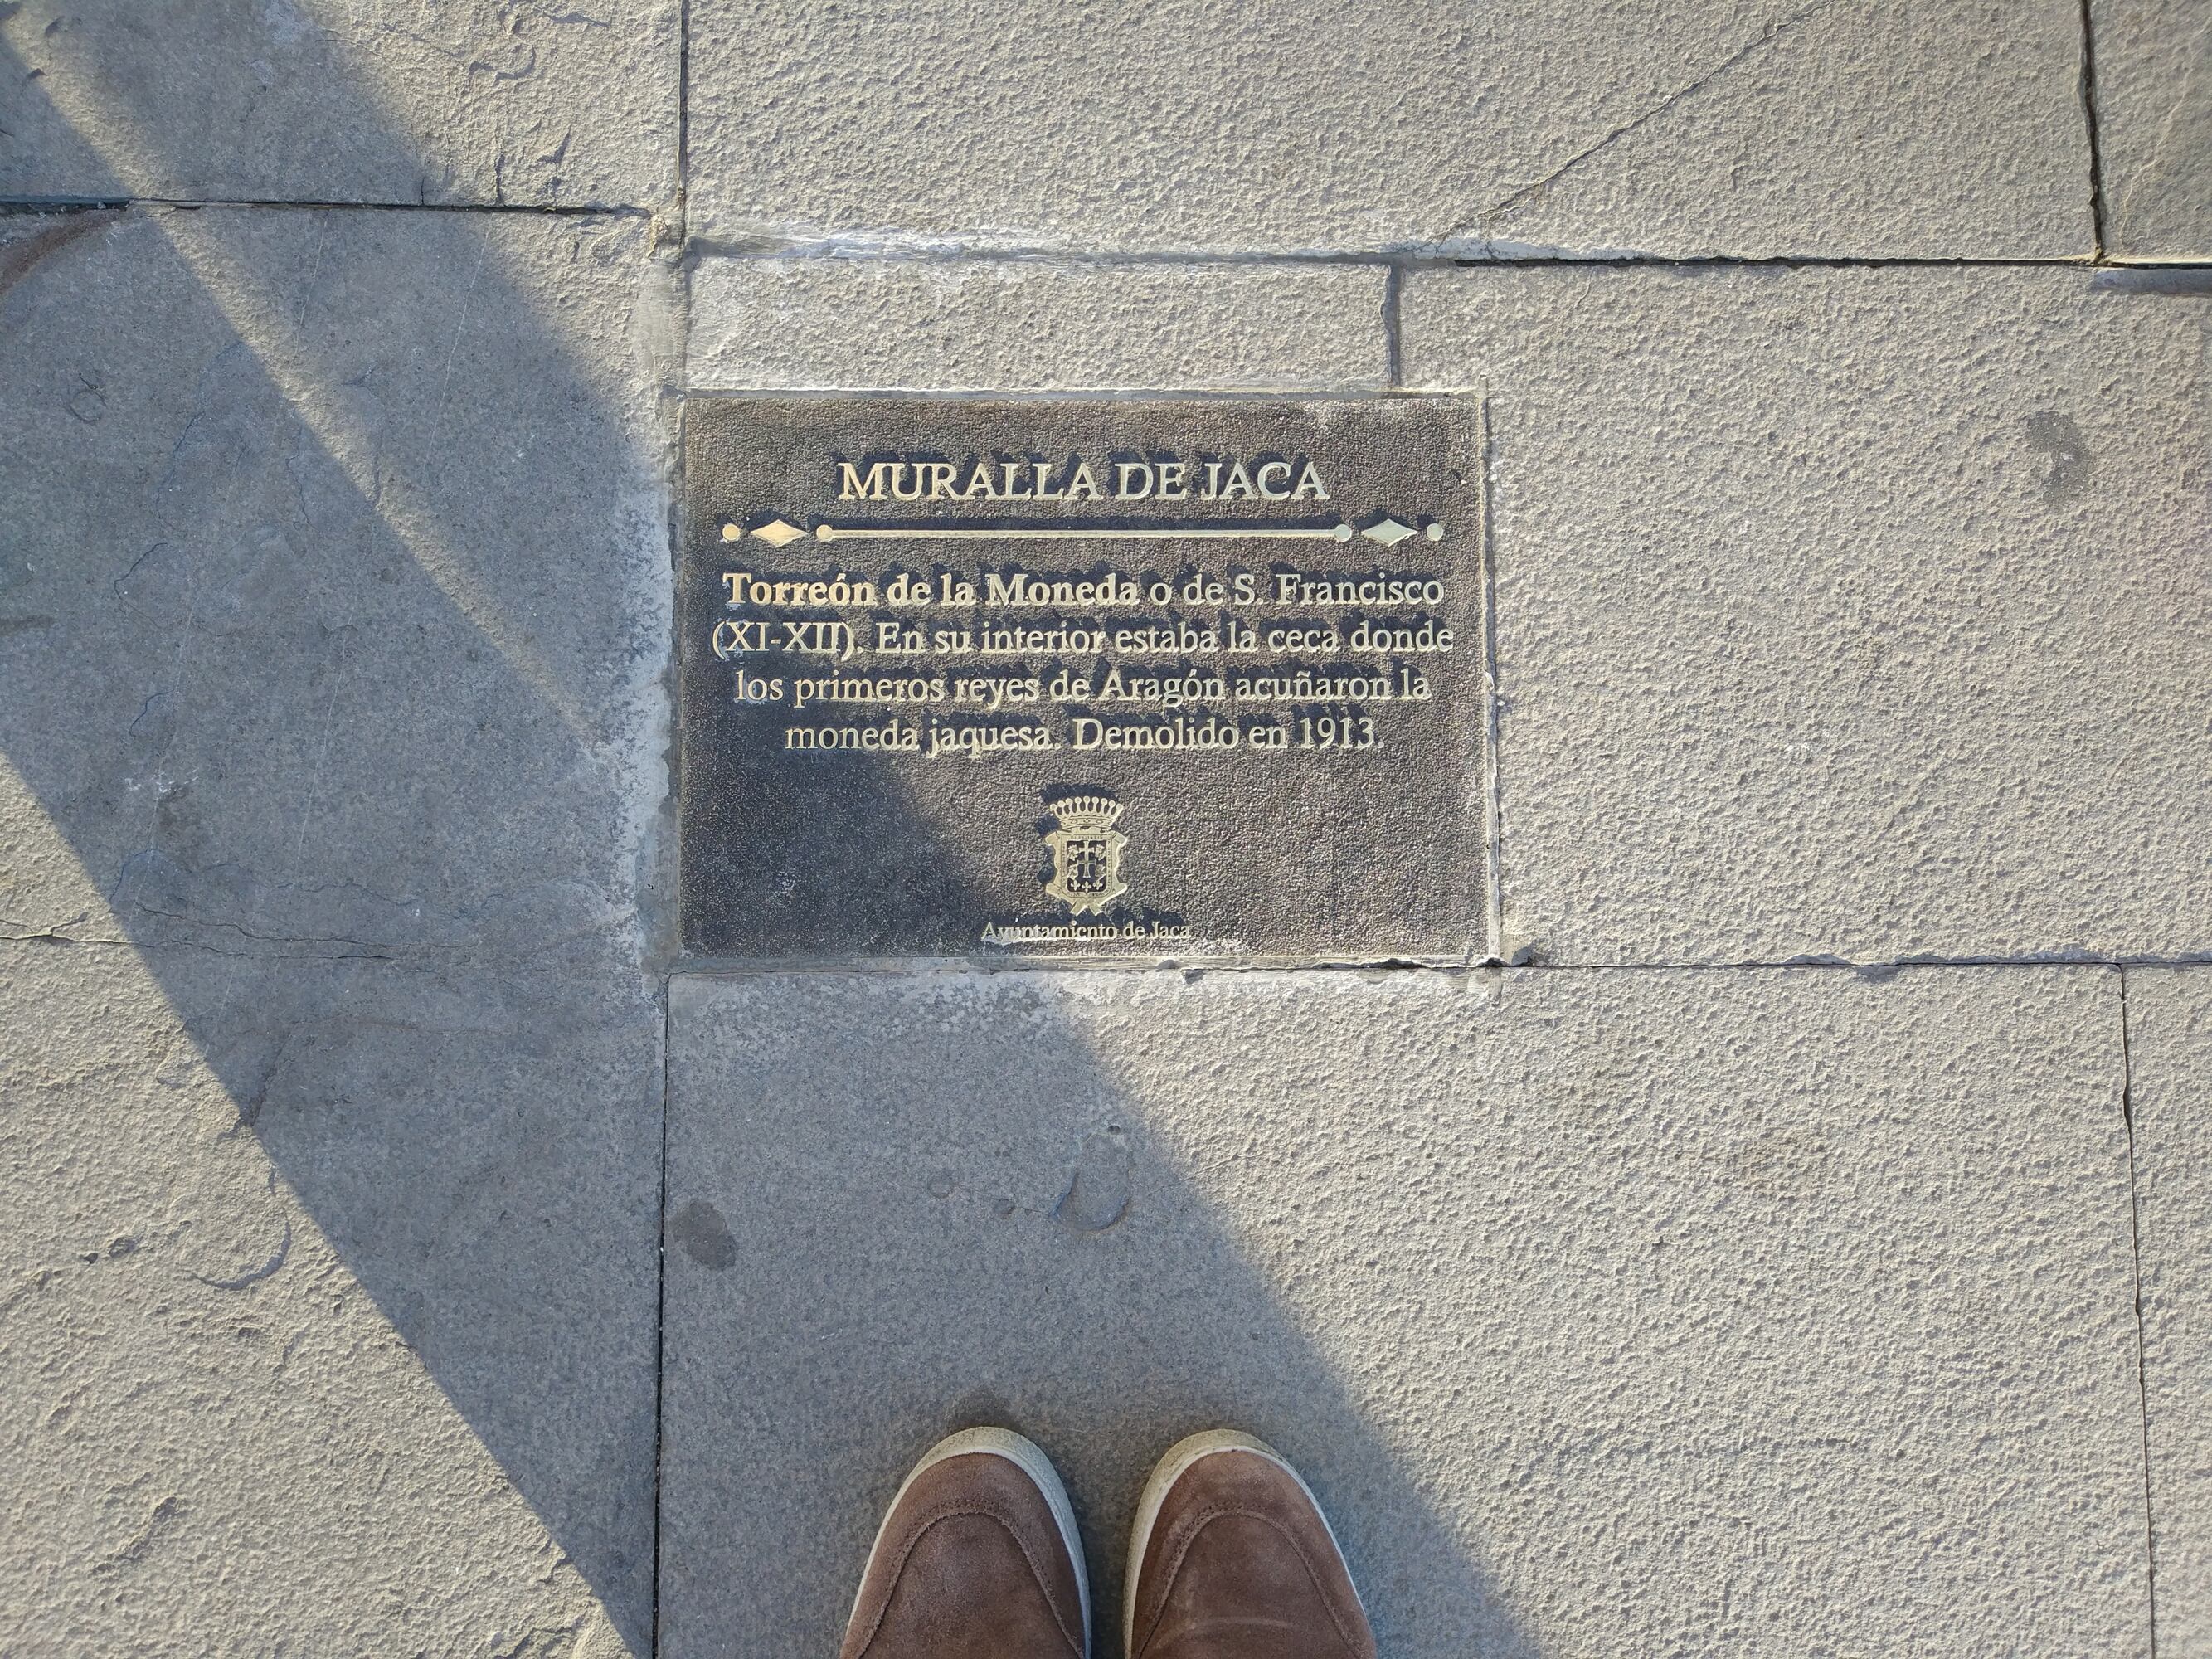 MURALLA DE JACA
Torreón de la Moneda o de S. Francisco
(XI-XII). En su interior estaba la ceca donde
los primeros reyes de Aragón acuñaron la
moneda jaquesa. Demolido en 1913.
Ayuntamiento de Jaca